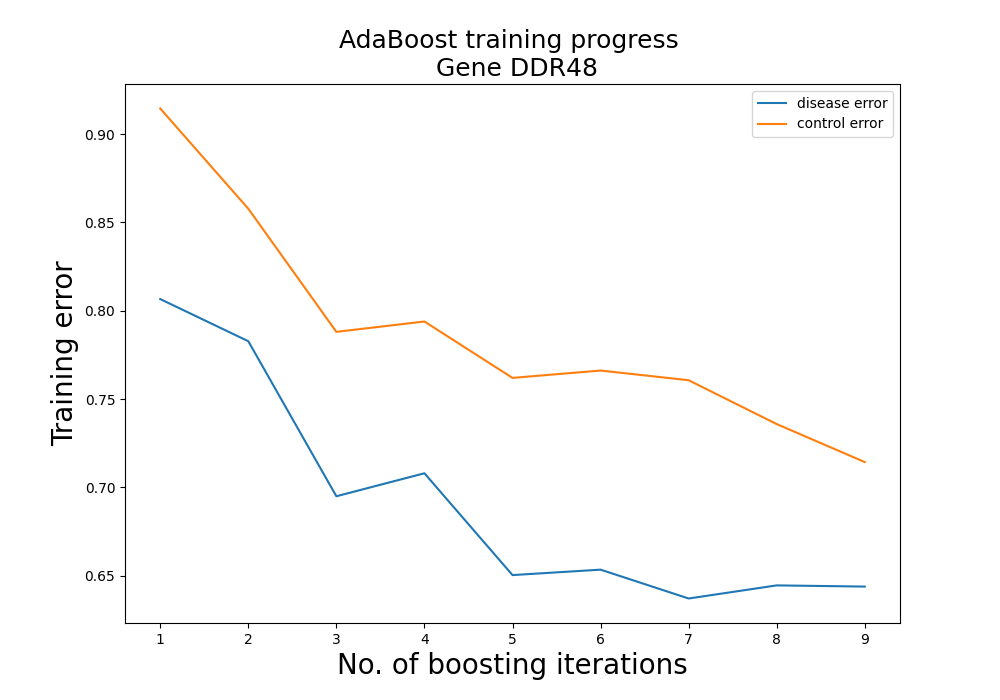 AdaBoost training progress
Gene DDR48
disease error
control error
Training error
0.90
0.85
0.80
0.75
0.70
0.65
1 2 3 4 5 6 7 8 9
No. of boosting iterations